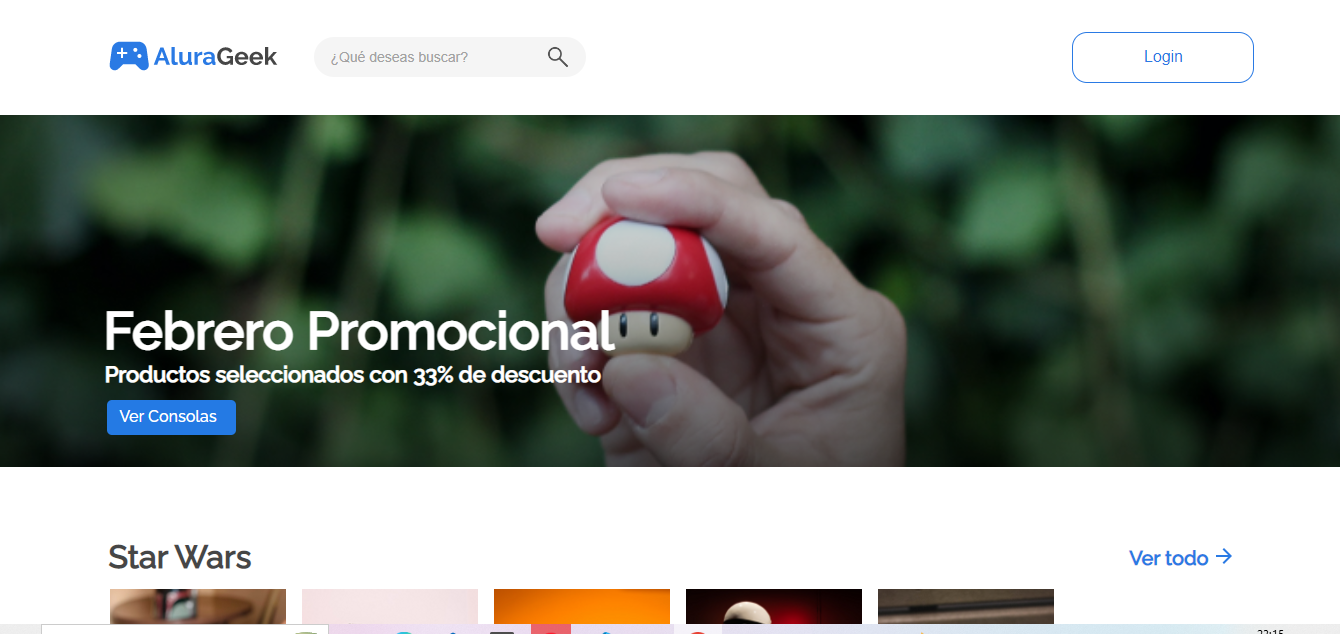 AluraGeek
¿Qué deseas buscar?
Login
Febrero Promocional
Productos seleccionados con 33% de descuento
Ver Consolas
Star Wars
Ver todo